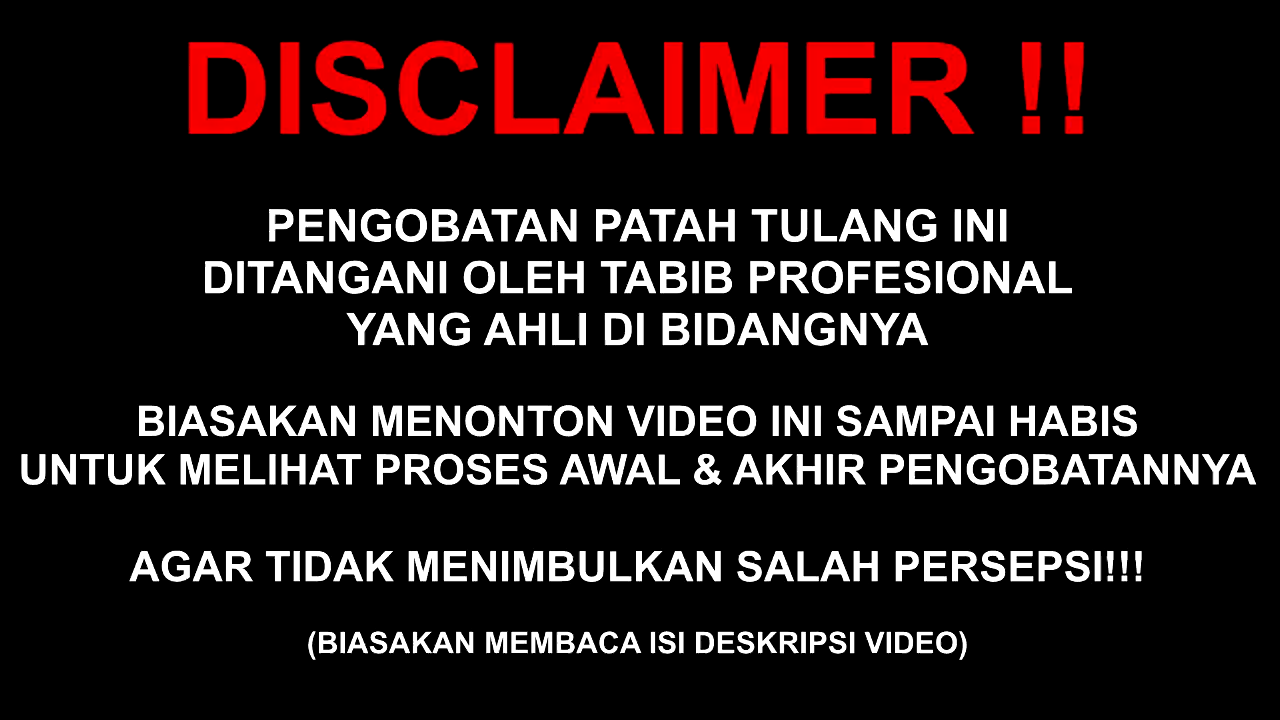 DISCLAIMER !!
PENGOBATAN PATAH TULANG INI
DITANGANI OLEH TABIB PROFESIONAL
YANG AHLI DI BIDANGNYA
BIASAKAN MENONTON VIDEO INI SAMPAI HABIS
UNTUK MELIHAT PROSES AWAL & AKHIR PENGOBATANNYA
AGAR TIDAK MENIMBULKAN SALAH PERSEPSI!!!
(BIASAKAN MEMBACA ISI DESKRIPSI VIDEO)